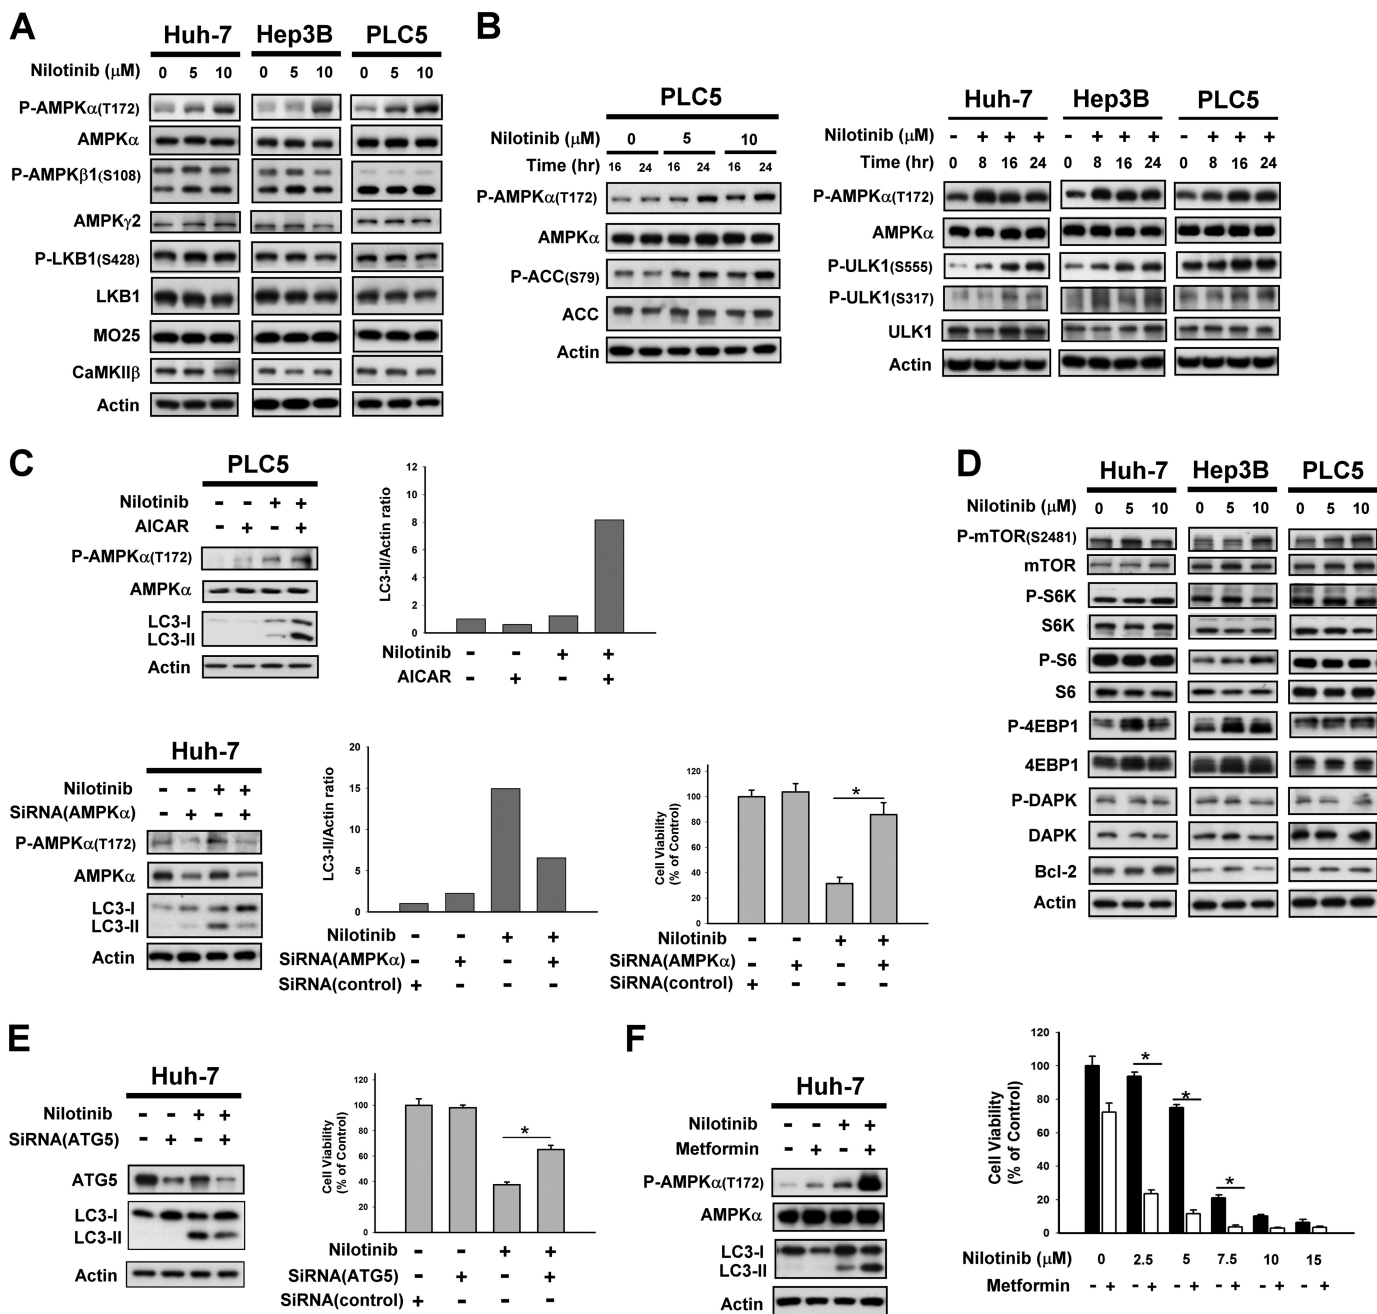 A
Huh-7 Hep3B PLC5
Nilotinib (μM) 0 5 10 0 5 10 0 5 10
P-AMPKα(T172)
AMPKα
P-AMPKβ1(S108)
AMPKγ2
P-LKB1(S428)
LKB1
MO25
CaMKIIβ
Actin
B
PLC5
Nilotinib (μM) 0 5 10
Time (hr) 16 24 16 24 16 24
P-AMPKα(T172)
AMPKα
P-ACC(S79)
ACC
Actin
Huh-7 Hep3B PLC5
Nilotinib (μM) - + + + - + + + - + + +
Time (hr) 0 8 16 24 0 8 16 24 0 8 16 24
P-AMPKα(T172)
AMPKα
P-ULK1(S555)
P-ULK1(S317)
ULK1
Actin
C
PLC5
Nilotinib - - + +
AICAR - + - +
P-AMPKα(T172)
AMPKα
LC3-I
LC3-II
Actin
LC3-II/Actin ratio
12
10
8
6
4
2
0
Nilotinib - - + +
AICAR - + - +
Huh-7
Nilotinib - - + +
SiRNA(AMPKα) - + - +
P-AMPKα(T172)
AMPKα
LC3-I
LC3-II
Actin
LC3-II/Actin ratio
20
15
10
5
0
Nilotinib - - + +
SiRNA(AMPKα) - + - +
SiRNA(control) + - - -
Cell Viability
(% of Control)
120
100
80
60
40
20
0
*
Nilotinib - - + +
SiRNA(AMPKα) - + - +
SiRNA(control) + - - -
D
Huh-7 Hep3B PLC5
Nilotinib (μM) 0 5 10 0 5 10 0 5 10
P-mTOR(S2481)
mTOR
P-S6K
S6K
P-S6
S6
P-4EBP1
4EBP1
P-DAPK
DAPK
Bcl-2
Actin
E
Huh-7
Nilotinib - - + +
SiRNA(ATG5) - + - +
ATG5
LC3-I
LC3-II
Actin
Cell Viability
(% of Control)
120
100
80
60
40
20
0
*
Nilotinib - - + +
SiRNA(ATG5) - + - +
SiRNA(control) + - - -
F
Huh-7
Nilotinib - - + +
Metformin - + - +
P-AMPKα(T172)
AMPKα
LC3-I
LC3-II
Actin
Cell Viability
(% of Control)
120
100
80
60
40
20
0
* * *
Nilotinib (μM) 0 2.5 5 7.5 10 15
Metformin - + - + - + - + - + - +